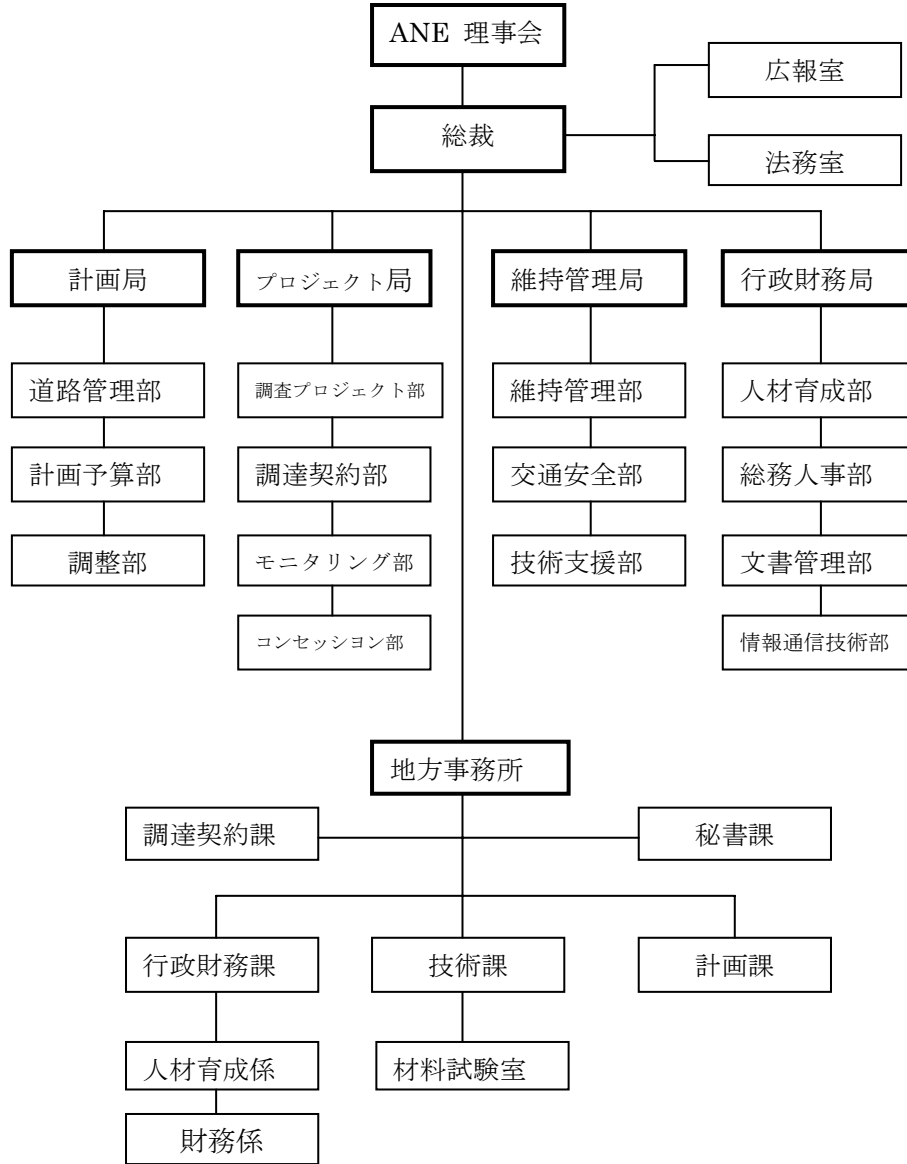 ANE 理事会
広報室
総裁
法務室
計画局
プロジェクト局
維持管理局
行政財務局
道路管理部
調査プロジェクト部
維持管理部
人材育成部
計画予算部
調達契約部
交通安全部
総務人事部
調整部
モニタリング部
技術支援部
文書管理部
コンセッション部
情報通信技術部
地方事務所
調達契約課
秘書課
行政財務課
技術課
計画課
人材育成係
材料試験室
財務係